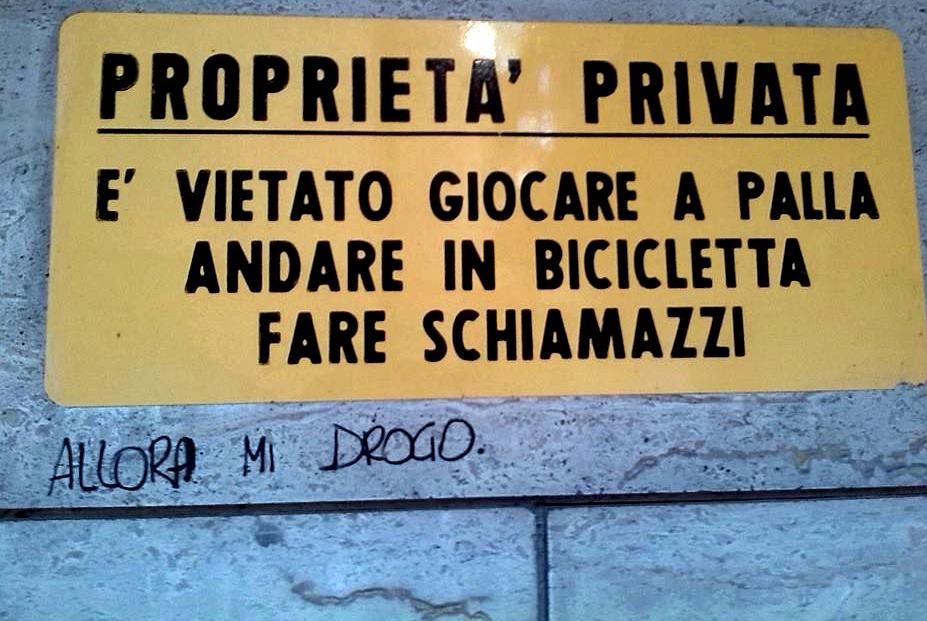 PROPRIETA' PRIVATA
E' VIETATO GIOCARE A PALLA
ANDARE IN BICICLETTA
FARE SCHIAMAZZI
ALLORA MI DROGO.